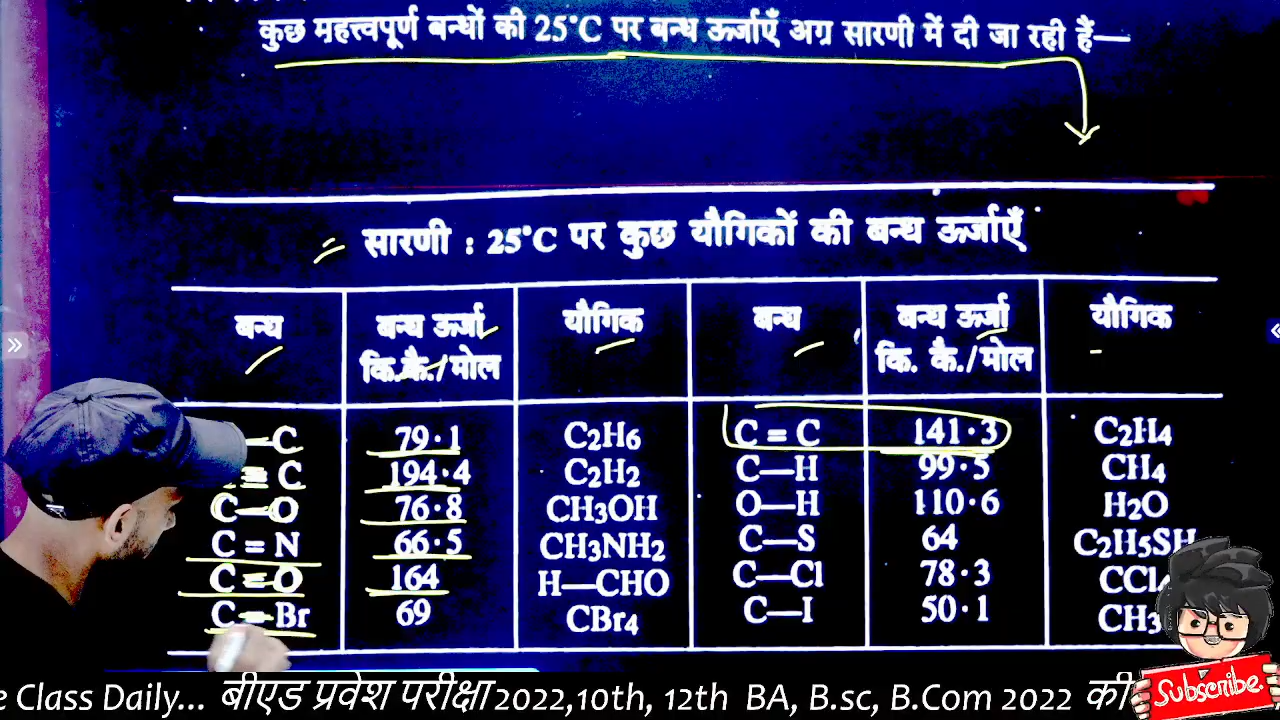 कुछ महत्त्वपूर्ण बन्धों की 25°C पर बन्ध ऊर्जाएँ अग्र सारणी में दी जा रही हैं—
सारणी : 25°C पर कुछ यौगिकों की बन्ध ऊर्जाएँ
बन्ध बन्ध ऊर्जा कि.कै./मोल यौगिक बन्ध बन्ध ऊर्जा कि. कै./मोल यौगिक
—C 79·1 C2H6 C = C 141·3 C2H4
≡ C 194·4 C2H2 C—H 99·5 CH4
C—O 76·8 CH3OH O—H 110·6 H2O
C = N 66·5 CH3NH2 C—S 64 C2H5SH
C = O 164 H—CHO C—Cl 78·3 CCl
C—Br 69 CBr4 C—I 50·1 CH3
e Class Daily... बीएड प्रवेश परीक्षा 2022,10th, 12th BA, B.sc, B.Com 2022 की
Subscribe